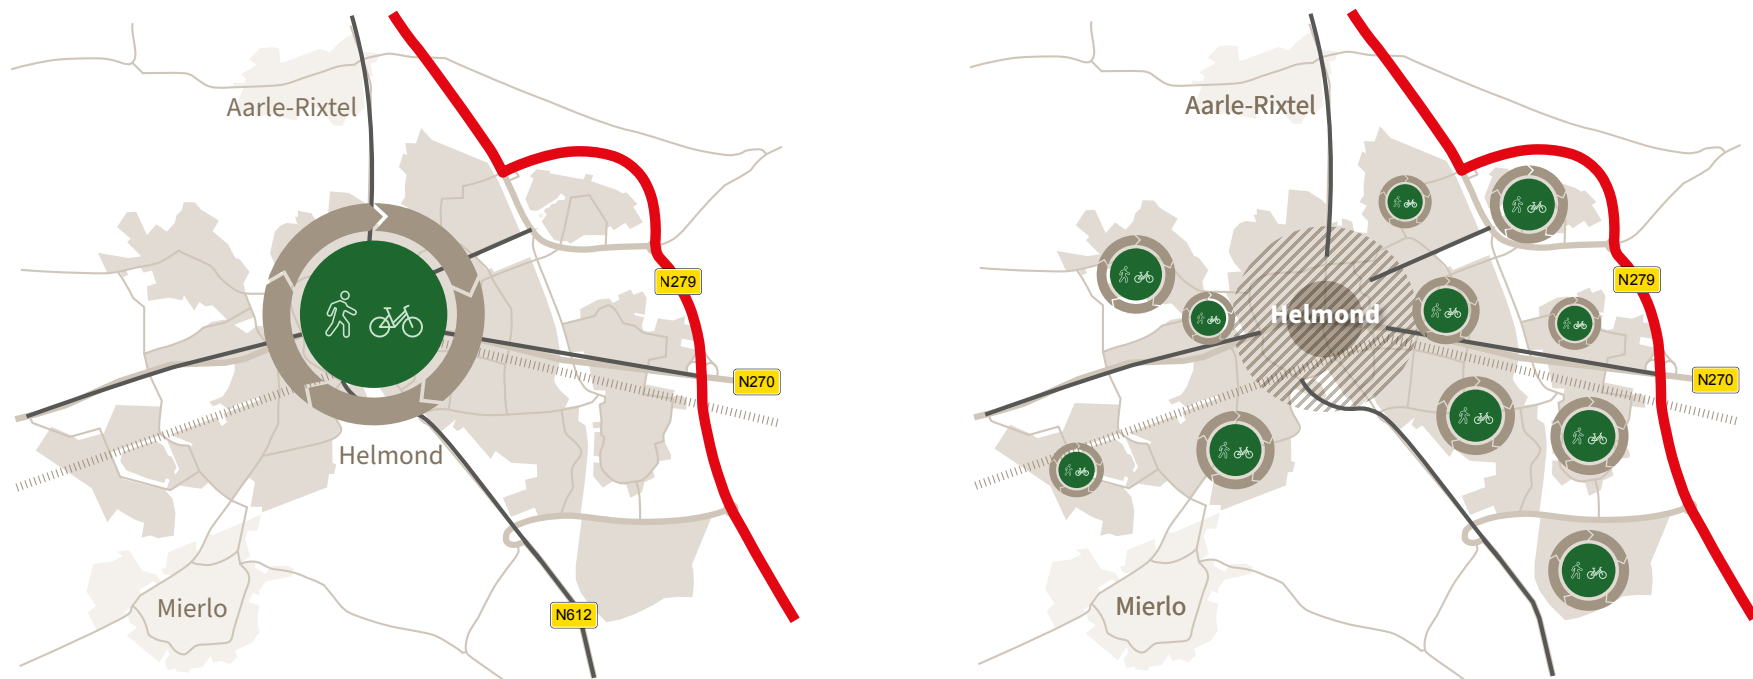 Aarle-Rixtel
N279
N270
Helmond
Mierlo
N612
Aarle-Rixtel
N279
Helmond
N270
Mierlo